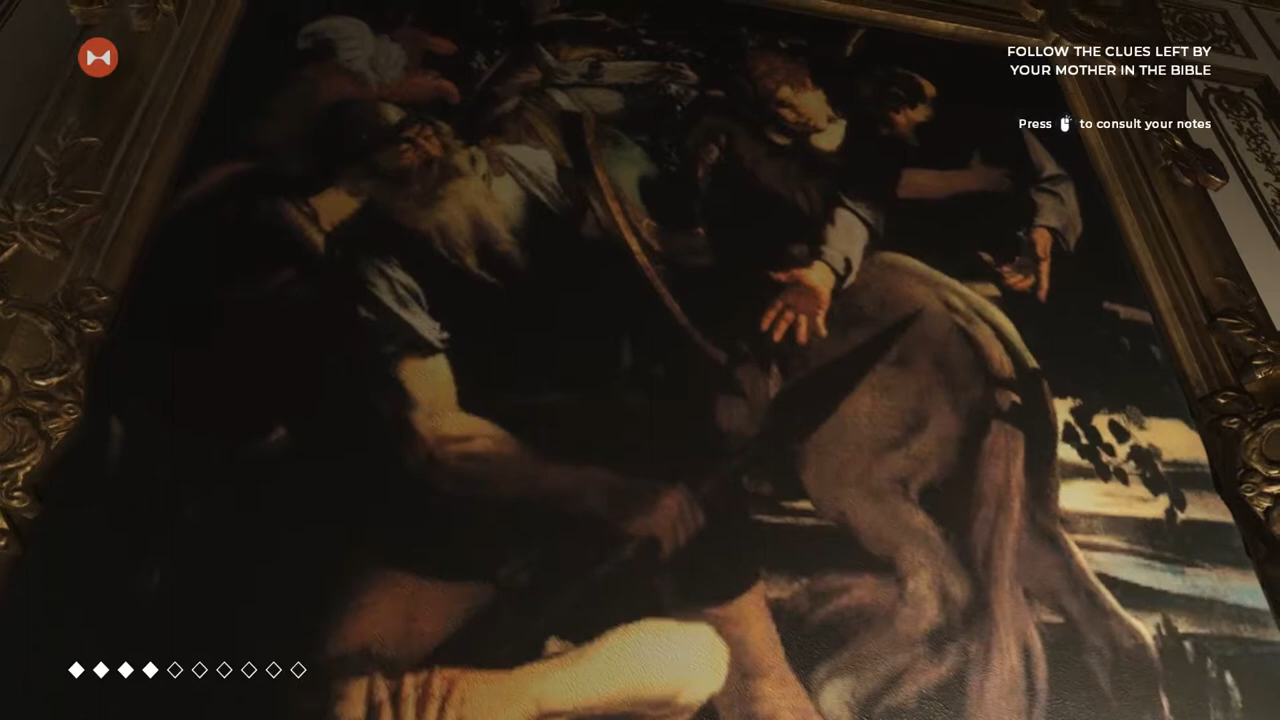 FOLLOW THE CLUES LEFT BY
YOUR MOTHER IN THE BIBLE
Press to consult your notes